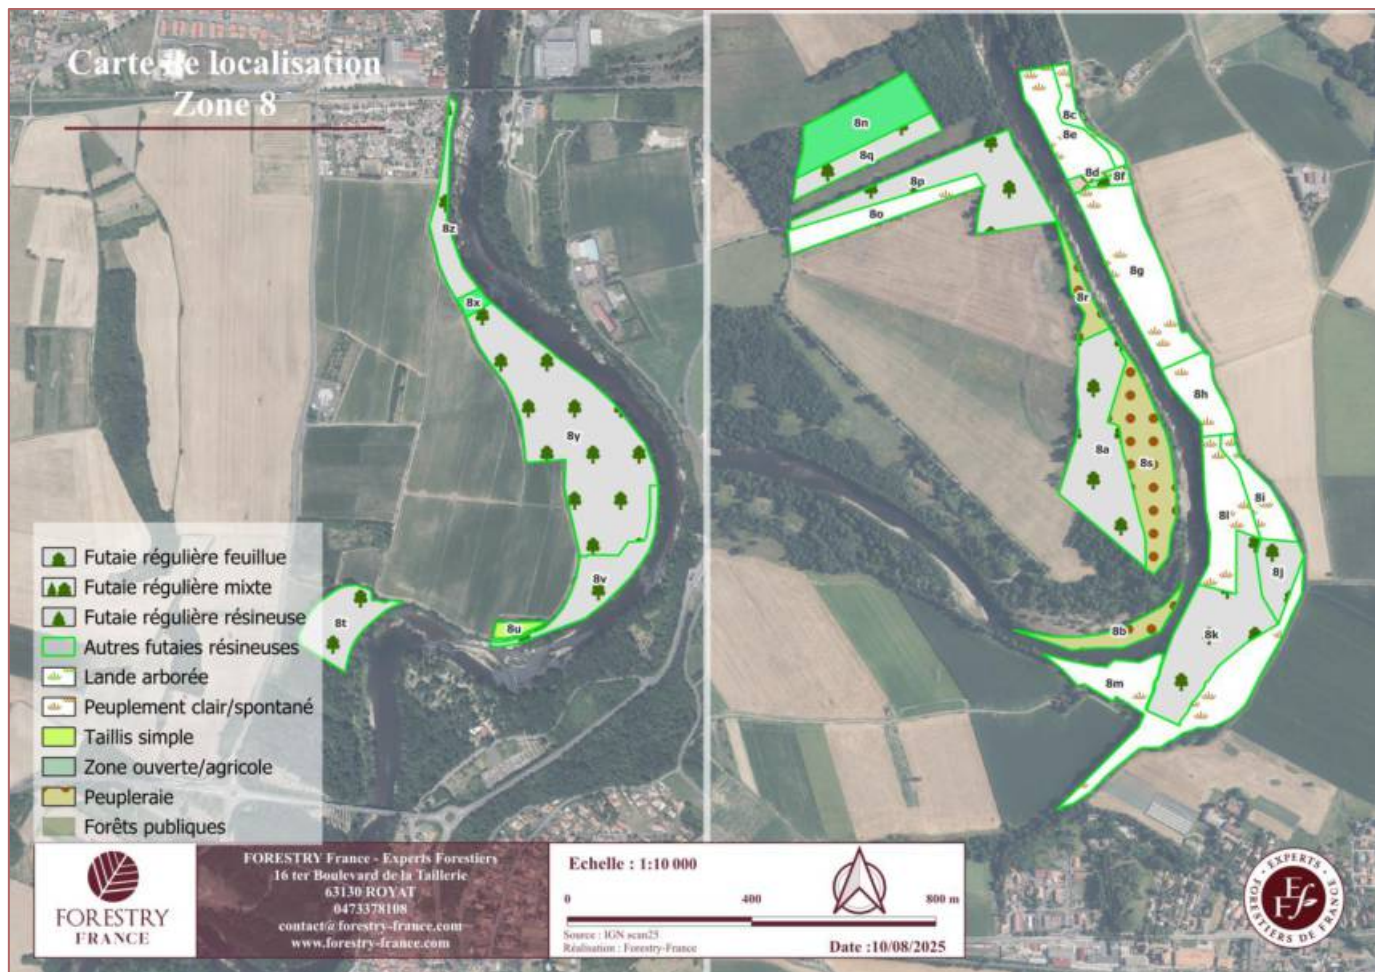 Carte de localisation
Zone 8
8z
8x
8y
8v
8u
8t
8n
8q
8p
8o
8c
8e
8d
8f
8g
8r
8h
8a
8s
8i
8l
8j
8k
8b
8m
Futaie régulière feuillue
Futaie régulière mixte
Futaie régulière résineuse
Autres futaies résineuses
Lande arborée
Peuplement clair/spontané
Taillis simple
Zone ouverte/agricole
Peupleraie
Forêts publiques
FORESTRY
FRANCE
FORESTRY France - Experts Forestiers
16 ter Boulevard de la Taillerie
63130 ROYAT
0473378108
contact@forestry-france.com
www.forestry-france.com
Echelle : 1:10 000
0 400 800 m
Source : IGN scan25
Réalisation : Forestry-France
Date :10/08/2025
EXPERTS
FORESTIERS DE FRANCE